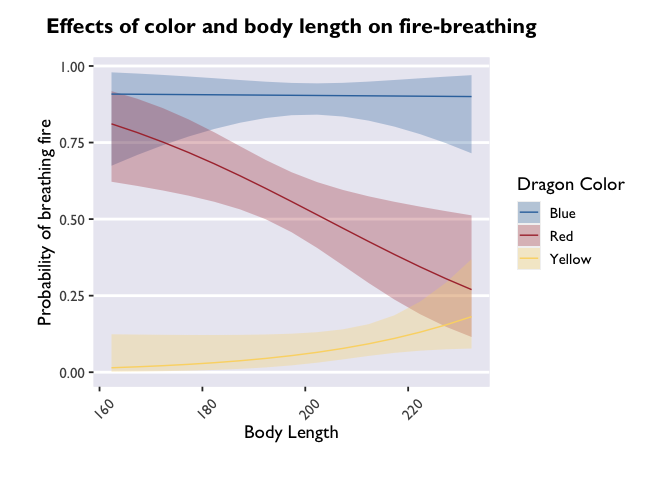 Effects of color and body length on fire-breathing
1.00
0.75
0.50
0.25
0.00
Probability of breathing fire
160
180
200
220
Body Length
Dragon Color
Blue
Red
Yellow